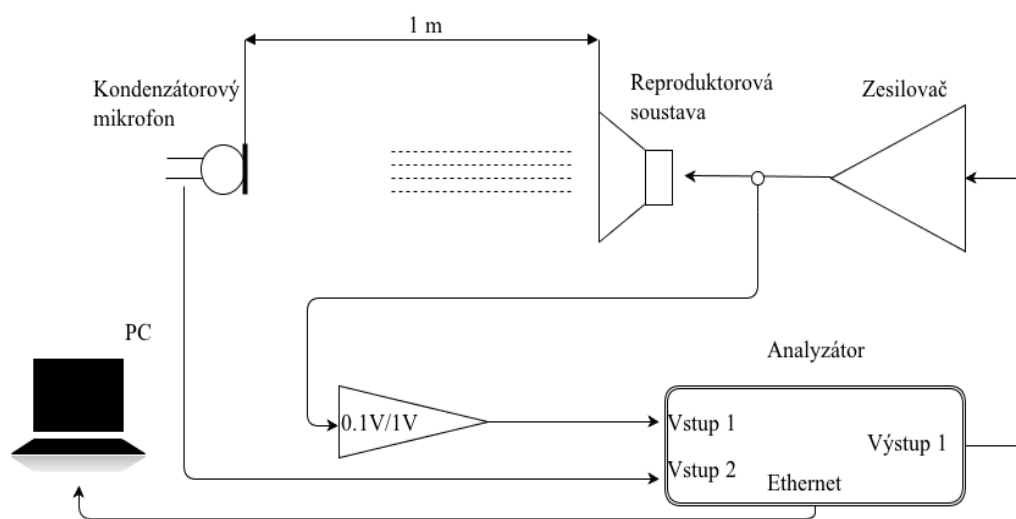 1 m
Kondenzátorový
mikrofon
Reproduktorová
soustava
Zesilovač
PC
Analyzátor
0.1V/1V
Vstup 1
Výstup 1
Vstup 2
Ethernet